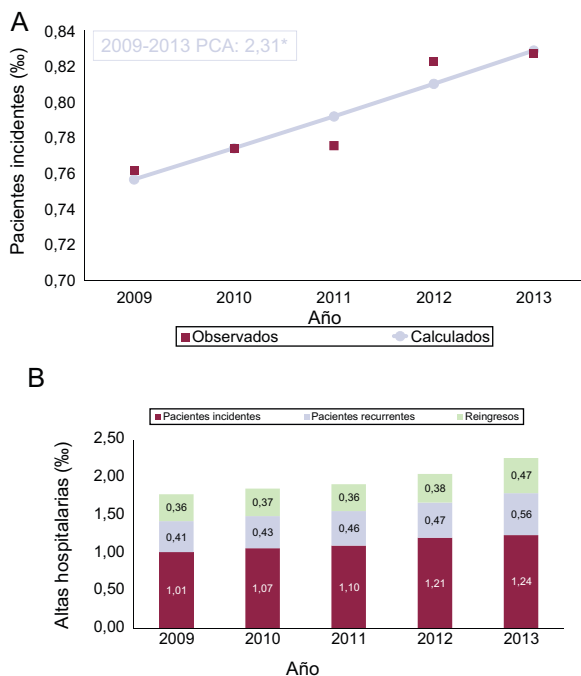 A
2009-2013 PCA: 2,31*
Pacientes incidentes (‰)
0,84
0,82
0,80
0,78
0,76
0,74
0,72
0,70
2009 2010 2011 2012 2013
Año
Observados Calculados
B
Pacientes incidentes Pacientes recurrentes Reingresos
Altas hospitalarias (‰)
2,50
2,00
1,50
1,00
0,50
0,00
0,36 0,37 0,36 0,38 0,47
0,41 0,43 0,46 0,47 0,56
1,01 1,07 1,10 1,21 1,24
2009 2010 2011 2012 2013
Año